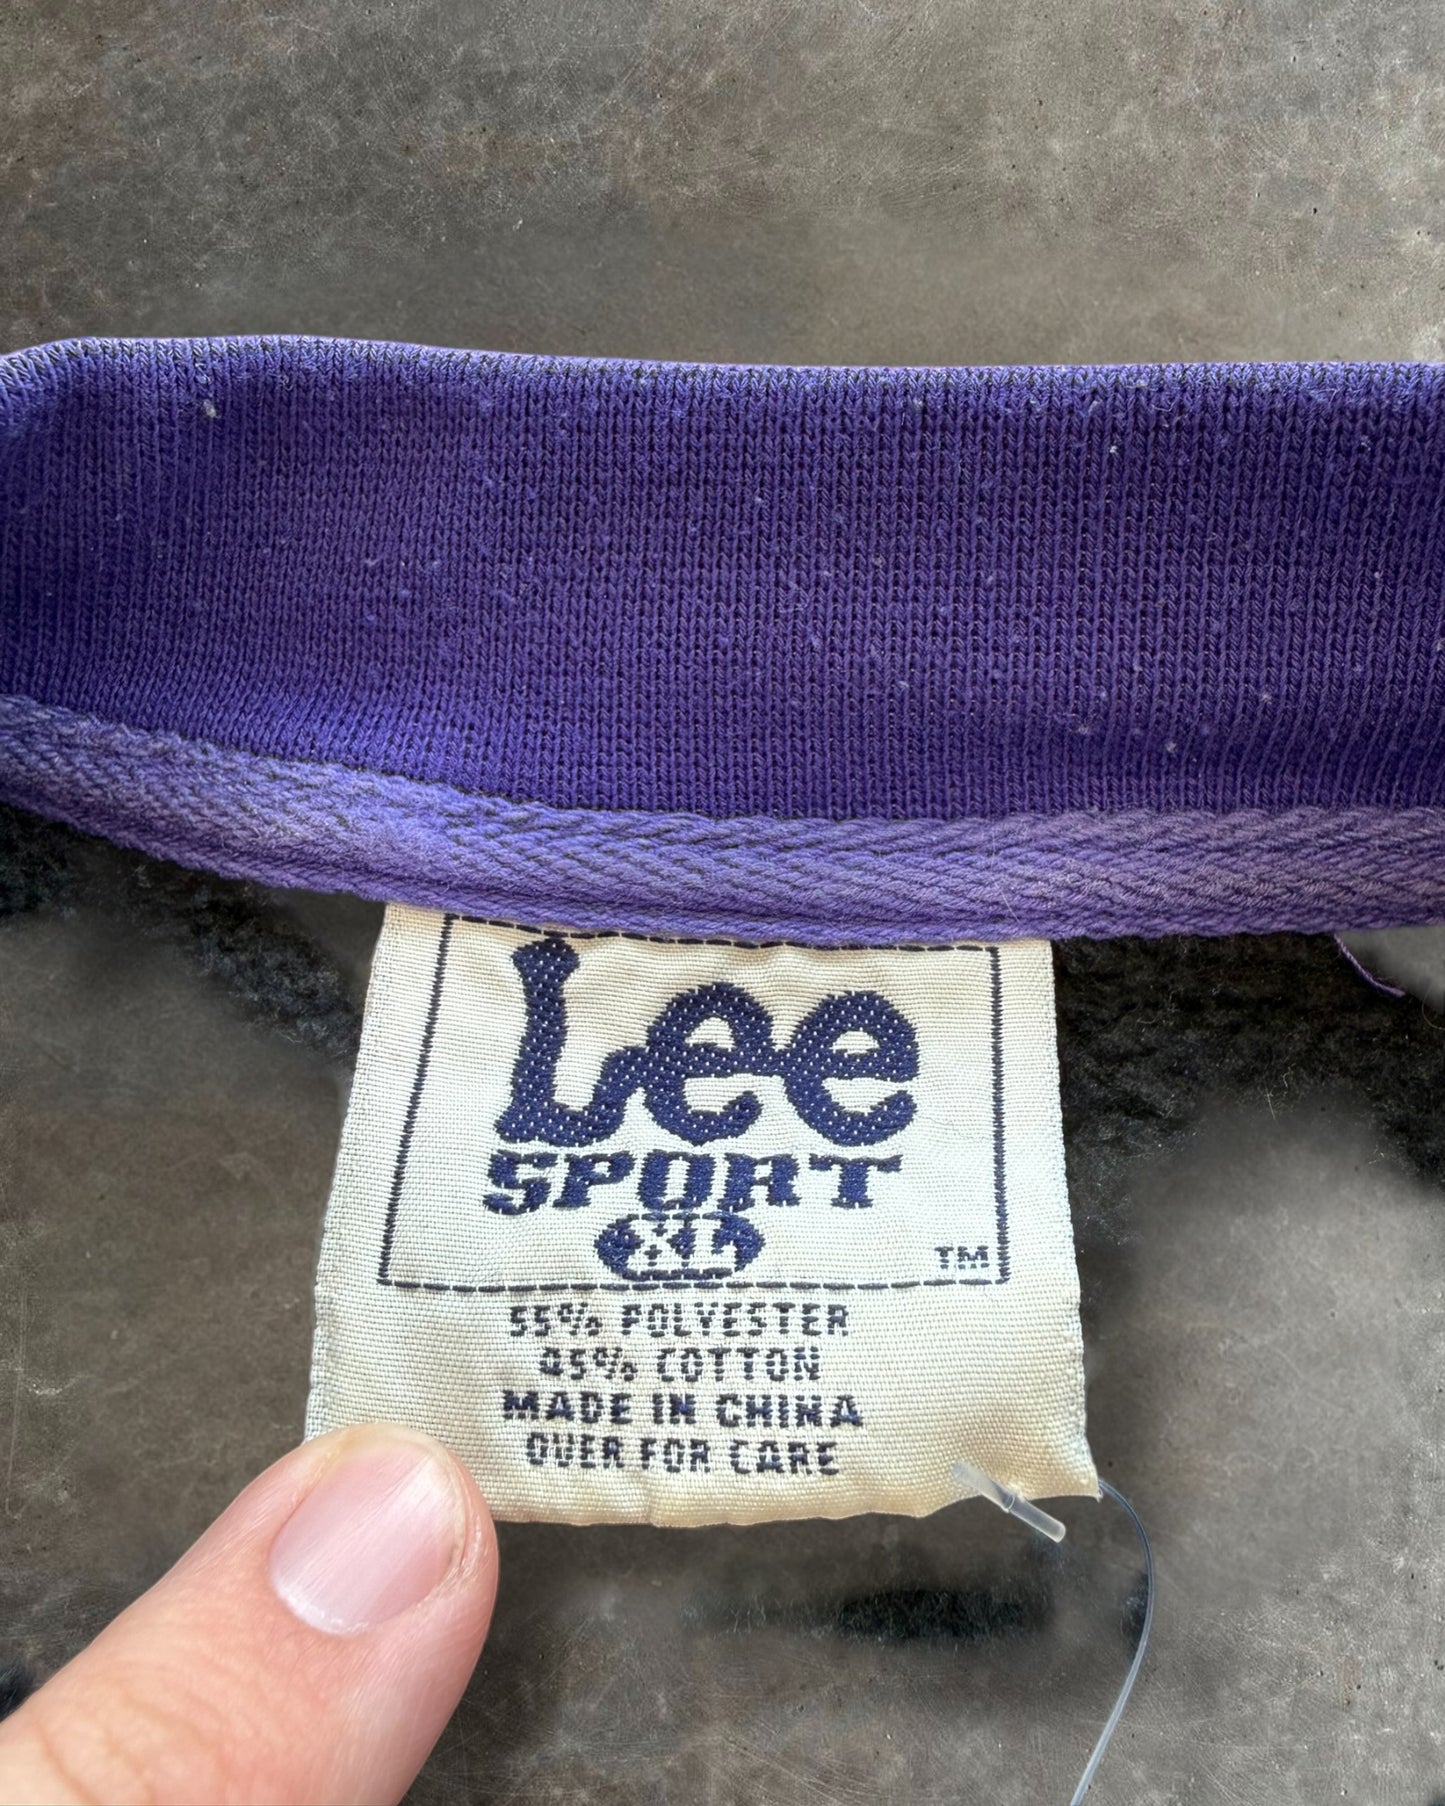 Lee
SPORT
XL
TM
55% POLYESTER
45% COTTON
MADE IN CHINA
OVER FOR CARE